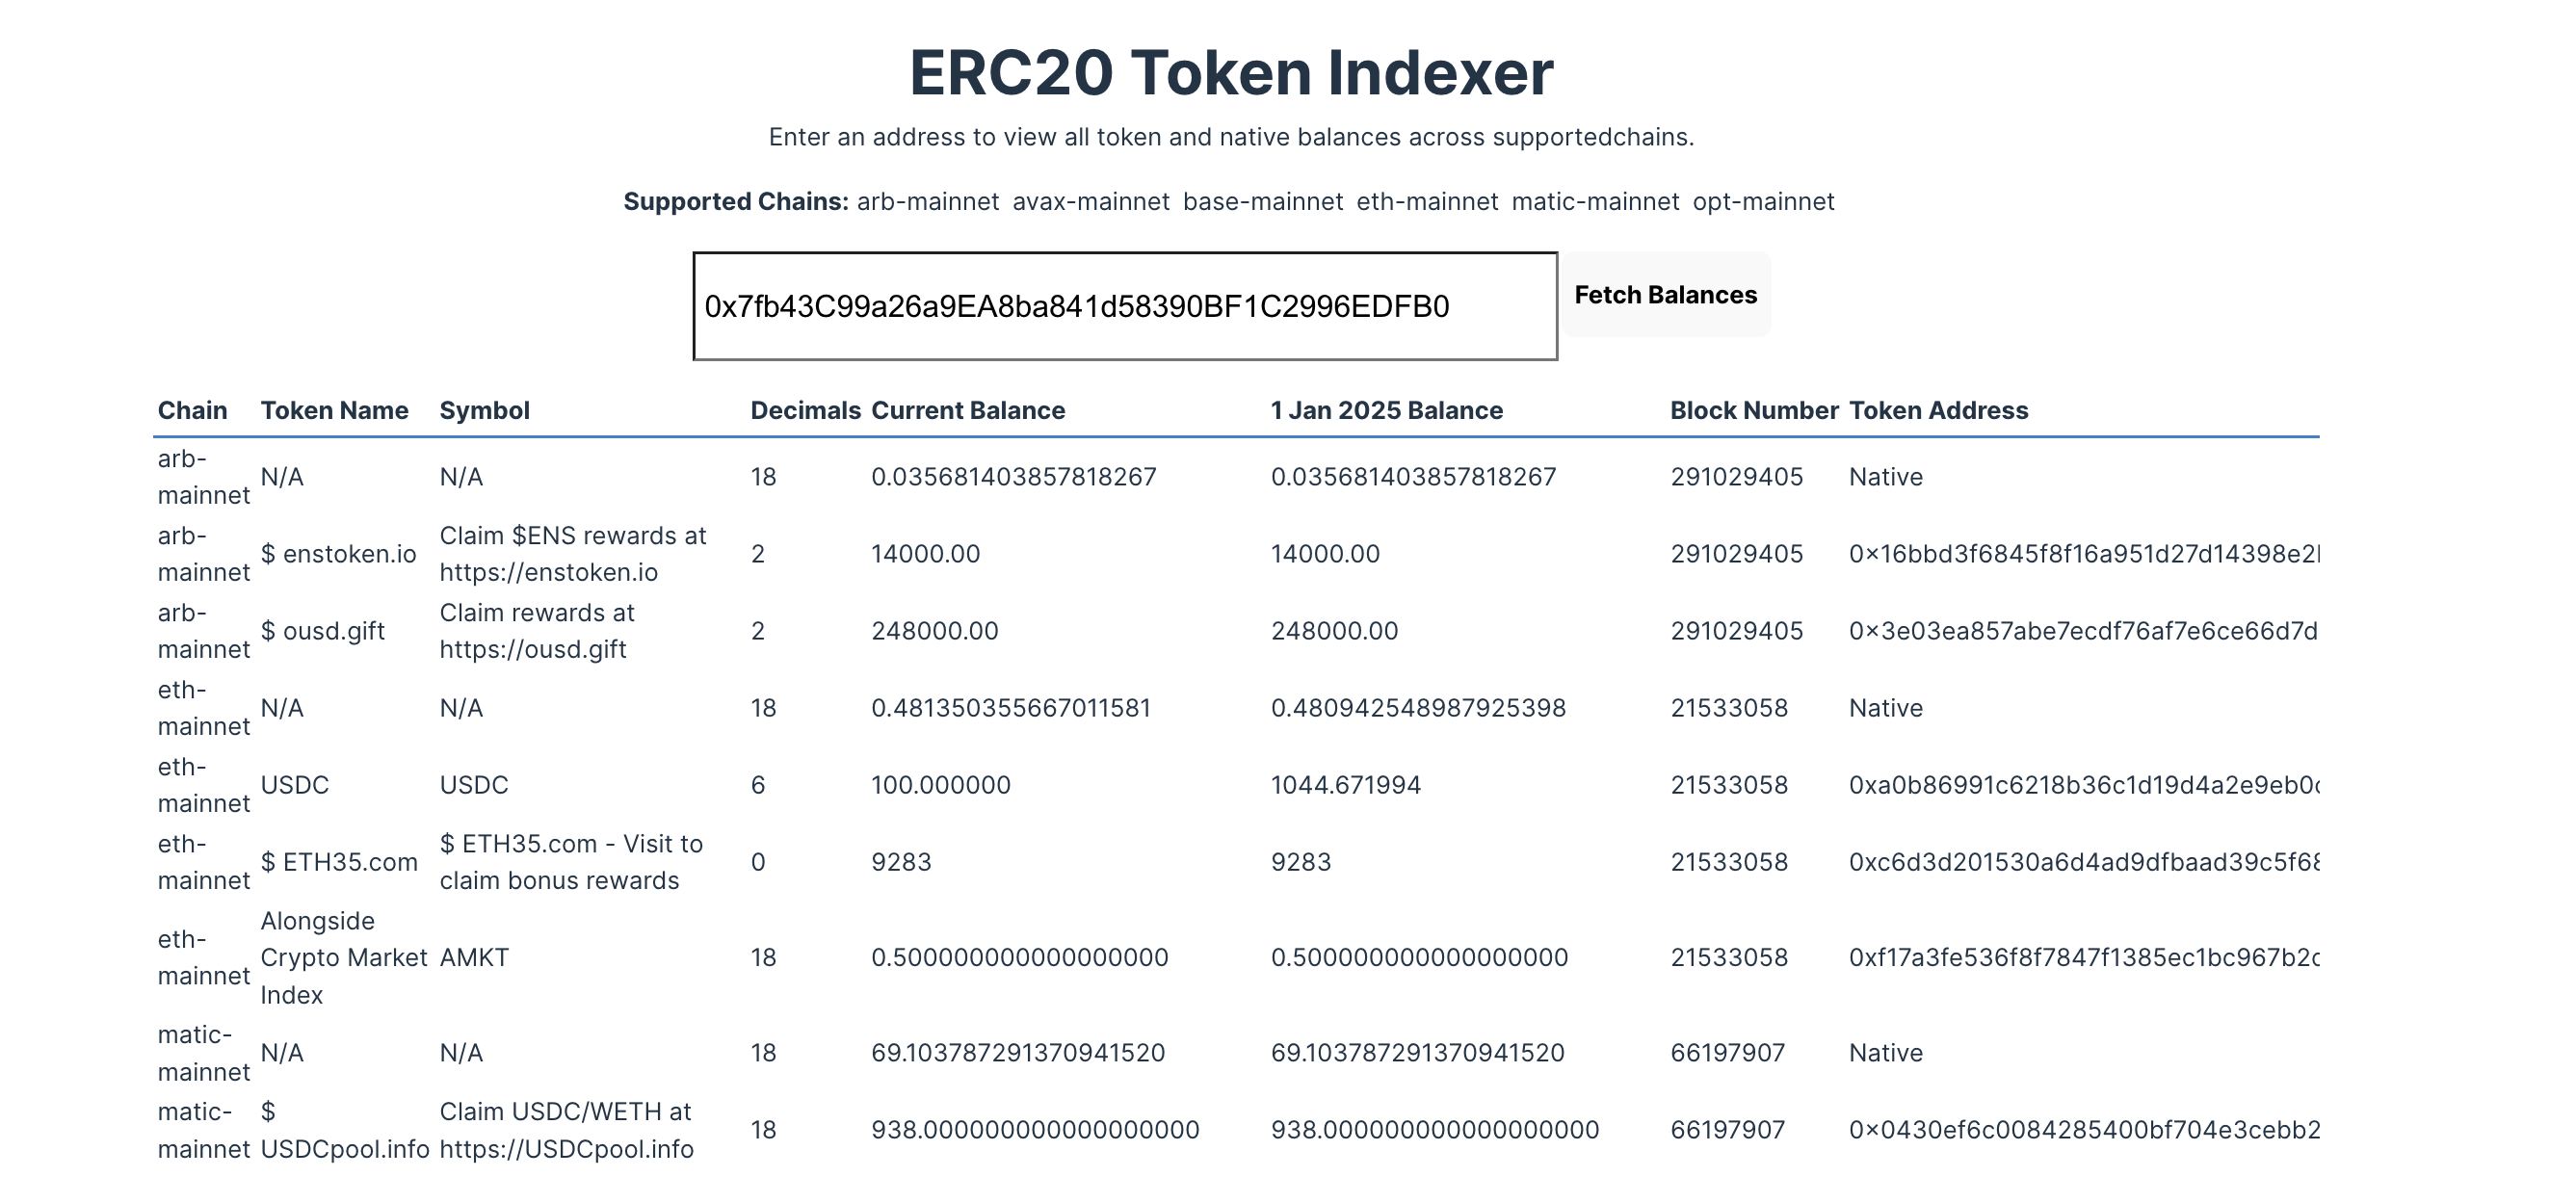 ERC20 Token Indexer
Enter an address to view all token and native balances across supportedchains.
Supported Chains: arb-mainnet avax-mainnet base-mainnet eth-mainnet matic-mainnet opt-mainnet
0x7fb43C99a26a9EA8ba841d58390BF1C2996EDFB0 Fetch Balances
Chain Token Name Symbol Decimals Current Balance 1 Jan 2025 Balance Block Number Token Address
arb-
mainnet N/A N/A 18 0.035681403857818267 0.035681403857818267 291029405 Native
arb-
mainnet $ enstoken.io Claim $ENS rewards at
https://enstoken.io 2 14000.00 14000.00 291029405 0x16bbd3f6845f8f16a951d27d14398e2
arb-
mainnet $ ousd.gift Claim rewards at
https://ousd.gift 2 248000.00 248000.00 291029405 0x3e03ea857abe7ecdf76af7e6ce66d7d
eth-
mainnet N/A N/A 18 0.481350355667011581 0.480942548987925398 21533058 Native
eth-
mainnet USDC USDC 6 100.000000 1044.671994 21533058 0xa0b86991c6218b36c1d19d4a2e9eb0c
eth-
mainnet $ ETH35.com $ ETH35.com - Visit to
claim bonus rewards 0 9283 9283 21533058 0xc6d3d201530a6d4ad9dfbaad39c5f68
eth-
mainnet Alongside
Crypto Market
Index AMKT 18 0.500000000000000000 0.500000000000000000 21533058 0xf17a3fe536f8f7847f1385ec1bc967b2c
matic-
mainnet N/A N/A 18 69.103787291370941520 69.103787291370941520 66197907 Native
matic-
mainnet $
USDCpool.info Claim USDC/WETH at
https://USDCpool.info 18 938.000000000000000000 938.000000000000000000 66197907 0x0430ef6c0084285400bf704e3cebb2